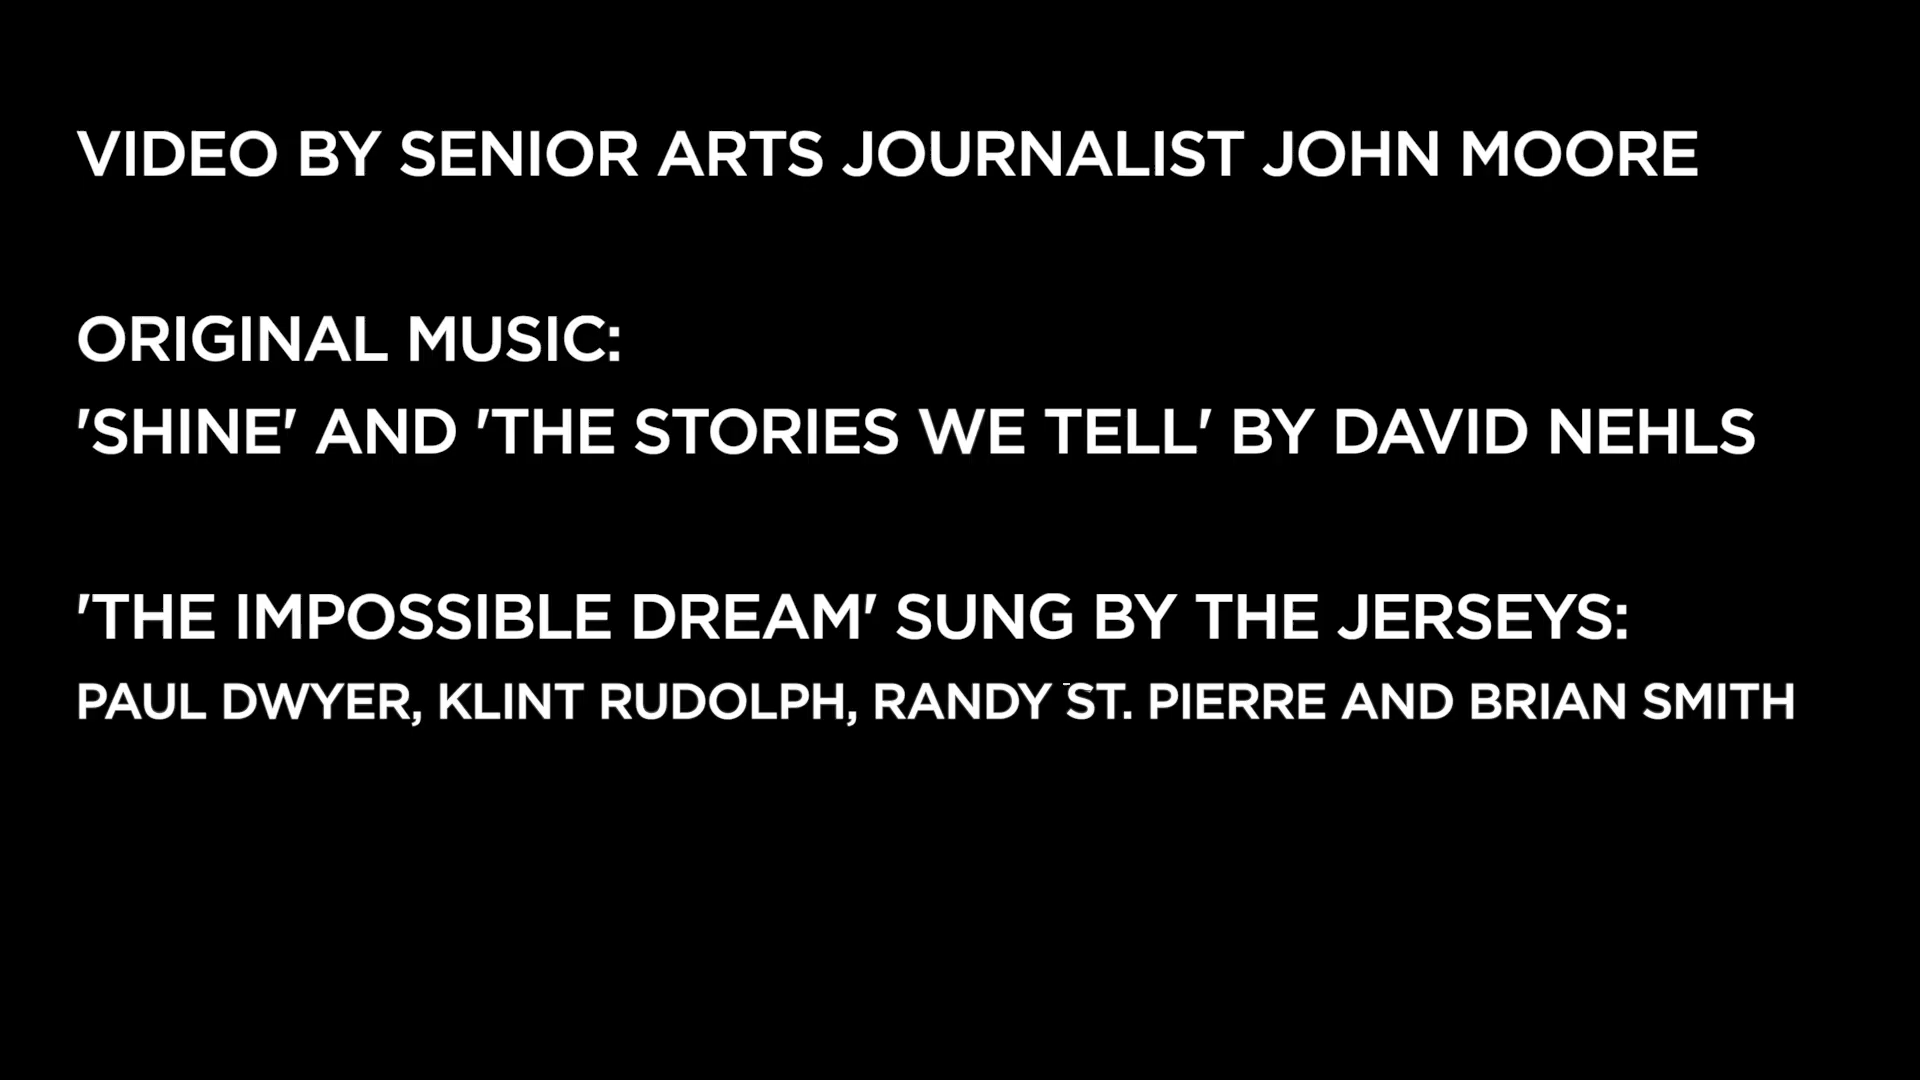 VIDEO BY SENIOR ARTS JOURNALIST JOHN MOORE
ORIGINAL MUSIC:
'SHINE' AND 'THE STORIES WE TELL' BY DAVID NEHLS
'THE IMPOSSIBLE DREAM' SUNG BY THE JERSEYS:
PAUL DWYER, KLINT RUDOLPH, RANDY ST. PIERRE AND BRIAN SMITH